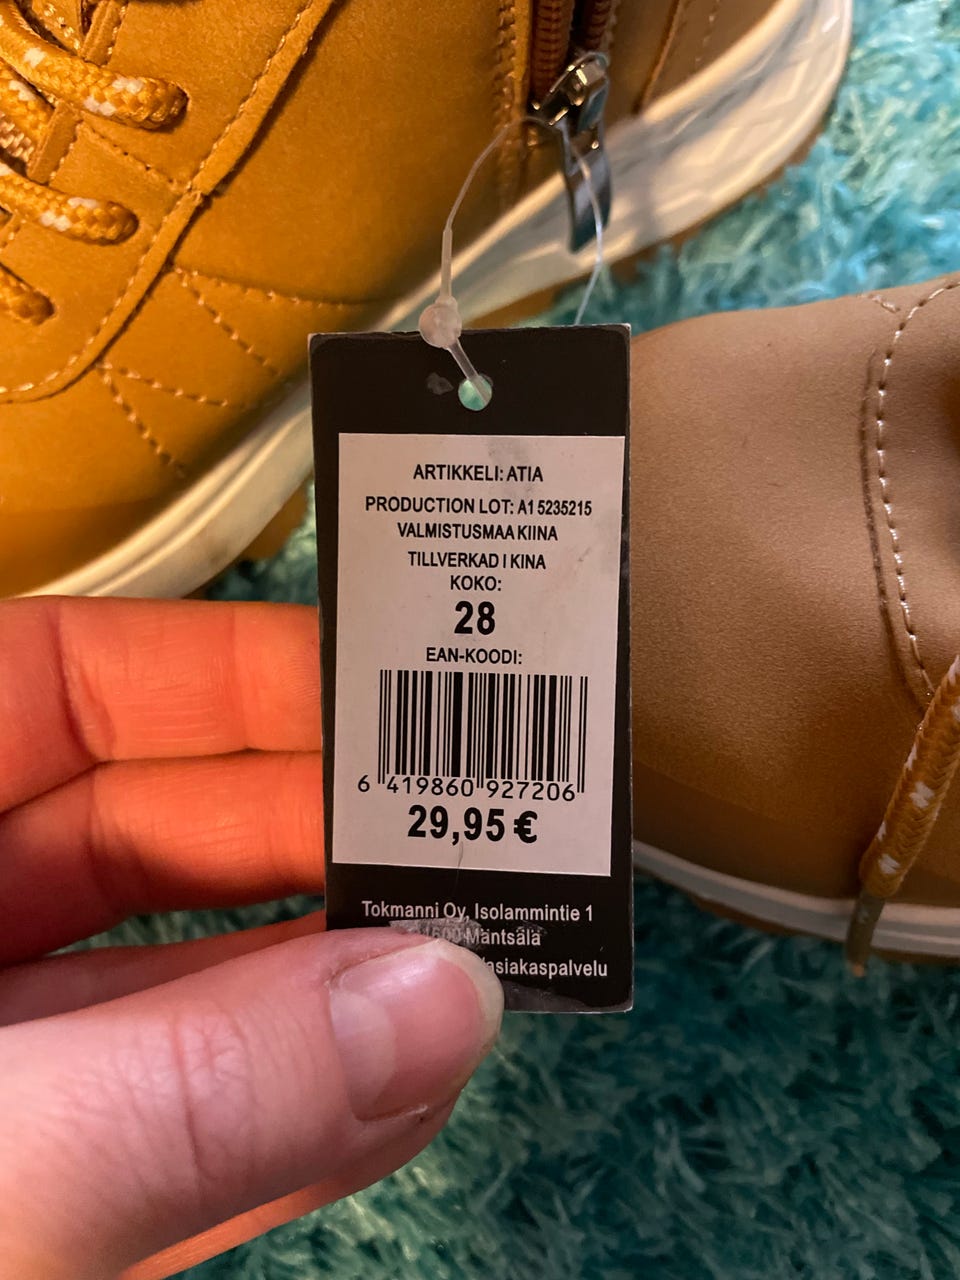 ARTIKKELI: ATIA
PRODUCTION LOT: A1 5235215
VALMISTUSMAA KIINA
TILLVERKAD I KINA
KOKO:
28
EAN-KOODI:
6 419860 927206
29,95 €
Tokmanni Oy, Isolammintie 1
Mäntsälä
/asiakaspalvelu